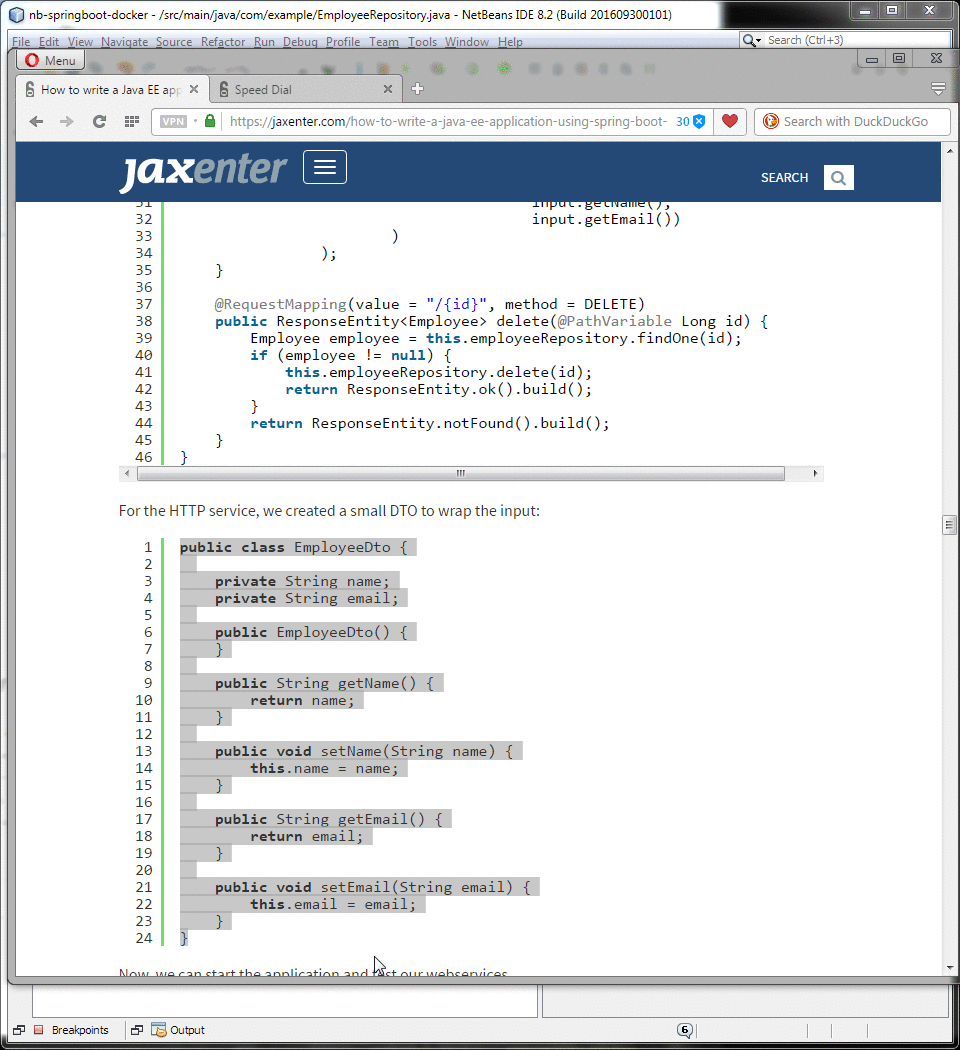 nb-springboot-docker - /src/main/java/com/example/EmployeeRepository.java - NetBeans IDE 8.2 (Build 201609300101)
File Edit View Navigate Source Refactor Run Debug Profile Team Tools Window Help
Search (Ctrl+3)
Menu
How to write a Java EE app
Speed Dial
VPN
https://jaxenter.com/how-to-write-a-java-ee-application-using-spring-boot-
30
Search with DuckDuckGo
jaxenter
SEARCH
31 input.getName(),
32 input.getEmail())
33 )
34 );
35 }
36
37 @RequestMapping(value = "/{id}", method = DELETE)
38 public ResponseEntity<Employee> delete(@PathVariable Long id) {
39 Employee employee = this.employeeRepository.findOne(id);
40 if (employee != null) {
41 this.employeeRepository.delete(id);
42 return ResponseEntity.ok().build();
43 }
44 return ResponseEntity.notFound().build();
45 }
46 }
For the HTTP service, we created a small DTO to wrap the input:
1 public class EmployeeDto {
2
3 private String name;
4 private String email;
5
6 public EmployeeDto() {
7 }
8
9 public String getName() {
10 return name;
11 }
12
13 public void setName(String name) {
14 this.name = name;
15 }
16
17 public String getEmail() {
18 return email;
19 }
20
21 public void setEmail(String email) {
22 this.email = email;
23 }
24 }
Now, we can start the application and test our webservices
Breakpoints
Output
6